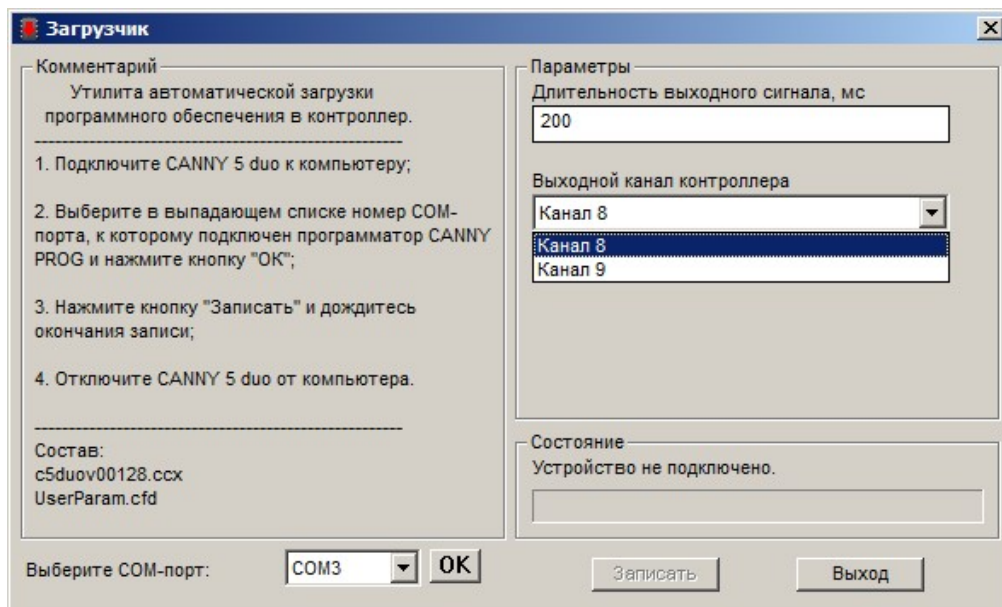 Загрузчик
Комментарий
Утилита автоматической загрузки
программного обеспечения в контроллер.
------------------------------------------------------------
1. Подключите CANNY 5 duo к компьютеру;
2. Выберите в выпадающем списке номер COM-
порта, к которому подключен программатор CANNY
PROG и нажмите кнопку "ОК";
3. Нажмите кнопку "Записать" и дождитесь
окончания записи;
4. Отключите CANNY 5 duo от компьютера.
------------------------------------------------------------
Состав:
c5duov00128.ccx
UserParam.cfd
Параметры
Длительность выходного сигнала, мс
200
Выходной канал контроллера
Канал 8
Канал 8
Канал 9
Состояние
Устройство не подключено.
Выберите COM-порт:
COM3
OK
Записать
Выход